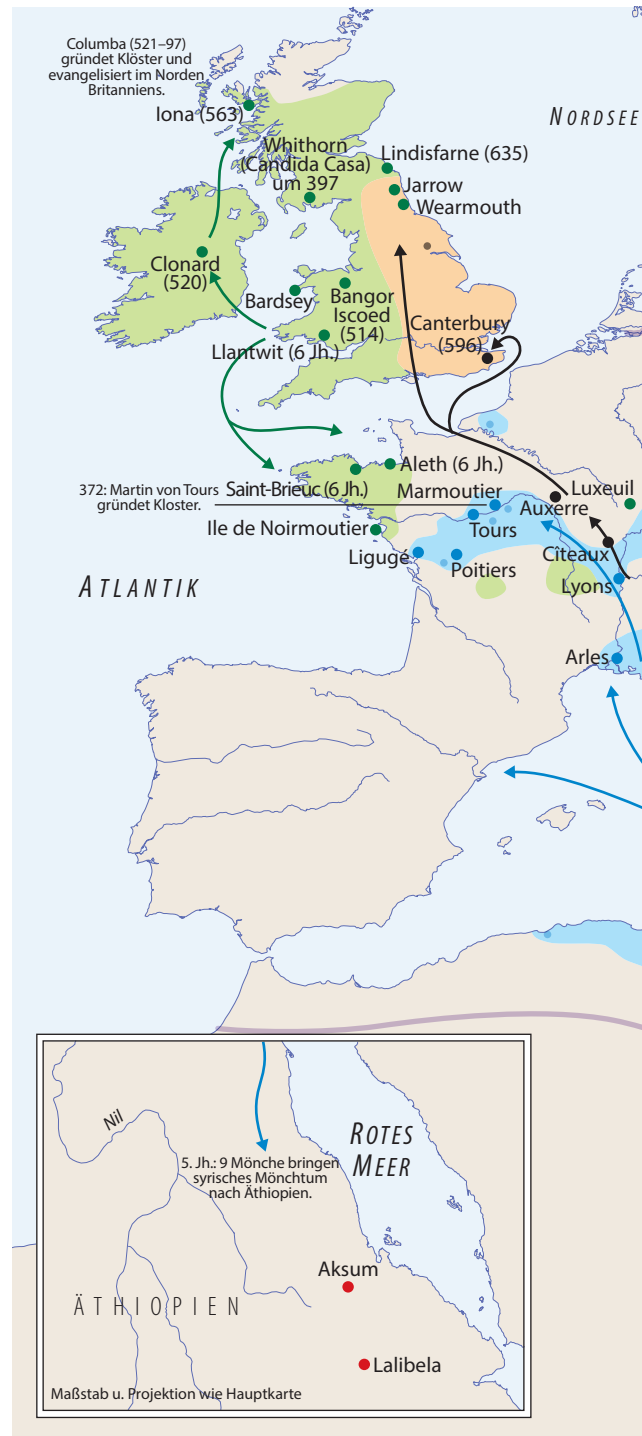 Columba (521–97)
gründet Klöster und
evangelisiert im Norden
Britanniens.
Iona (563)
NORDSEE
Whithorn
(Candida Casa)
um 397
Lindisfarne (635)
Jarrow
Wearmouth
Clonard
(520)
Bardsey
Bangor
Iscoed
(514)
Canterbury
(596)
Llantwit (6 Jh.)
Aleth (6 Jh.)
372: Martin von Tours
gründet Kloster.
Saint-Brieuc (6 Jh.)
Marmoutier
Luxeuil
Auxerre
Ile de Noirmoutier
Tours
Ligugé
Poitiers
Cîteaux
Lyons
ATLANTIK
Arles
Nil
ROTES
MEER
5. Jh.: 9 Mönche bringen
syrisches Mönchtum
nach Äthiopien.
Aksum
ÄTHIOPIEN
Lalibela
Maßstab u. Projektion wie Hauptkarte